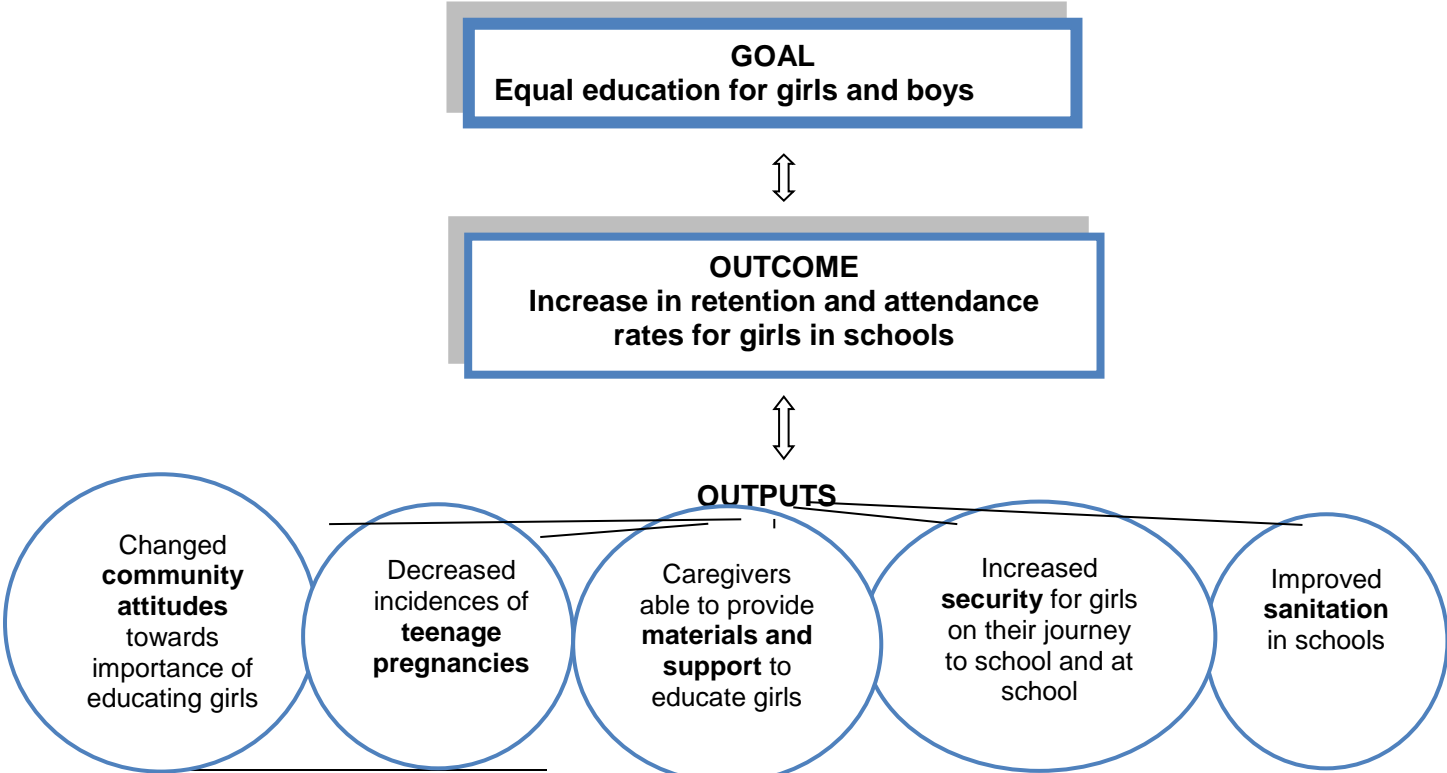 GOAL
Equal education for girls and boys
OUTCOME
Increase in retention and attendance
rates for girls in schools
OUTPUTS
Changed
community
attitudes
towards
importance of
educating girls
Decreased
incidences of
teenage
pregnancies
Caregivers
able to provide
materials and
support to
educate girls
Increased
security for girls
on their journey
to school and at
school
Improved
sanitation
in schools